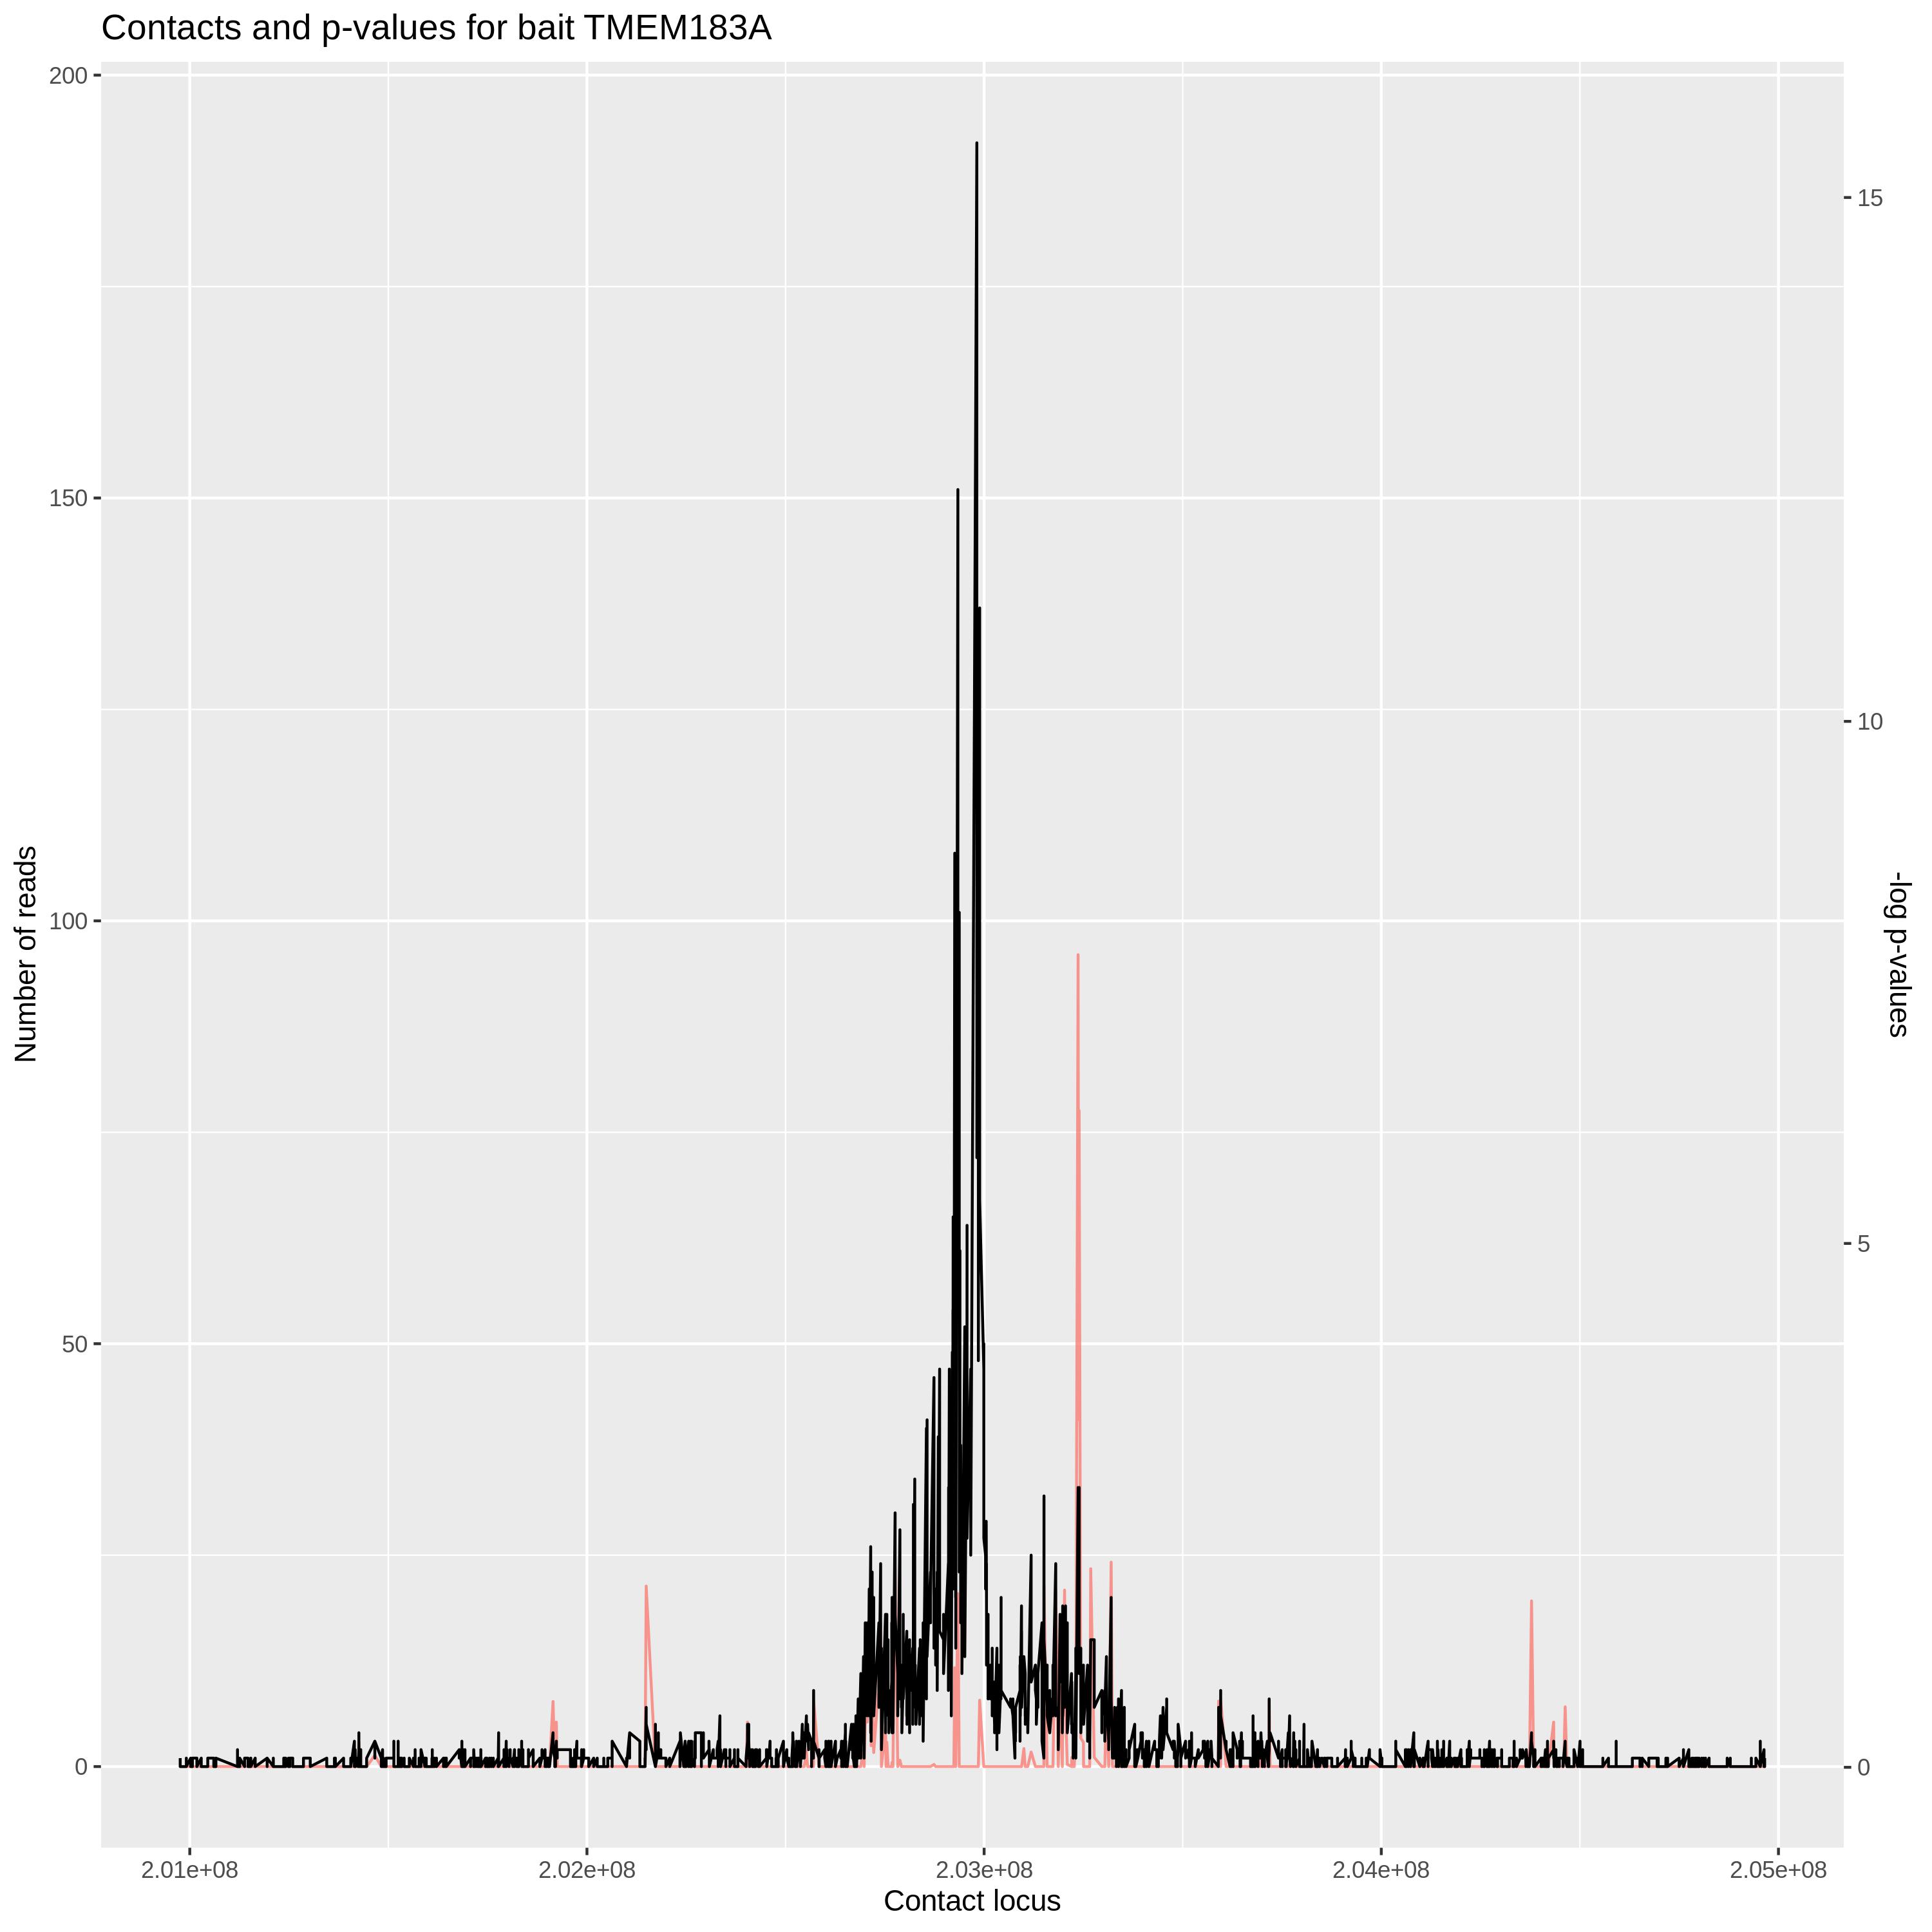 Contacts and p-values for bait TMEM183A
200
150
100
50
0
15
10
5
0
Number of reads
-log p-values
2.01e+08 2.02e+08 2.03e+08 2.04e+08 2.05e+08
Contact locus